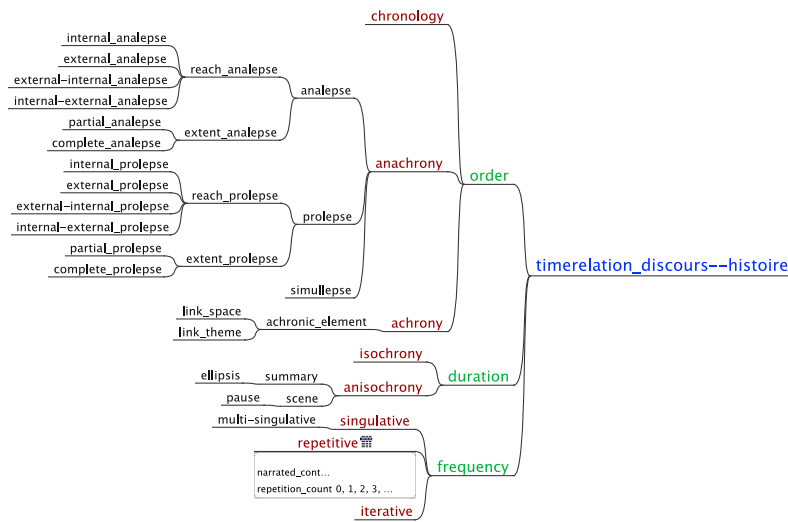 chronology
internal_analepse
external_analepse
external-internal_analepse
internal-external_analepse
reach_analepse
analepse
partial_analepse
complete_analepse
extent_analepse
internal_prolepse
external_prolepse
external-internal_prolepse
internal-external_prolepse
reach_prolepse
prolepse
partial_prolepse
complete_prolepse
extent_prolepse
simullepse
anachrony
order
link_space
link_theme
achronic_element
achrony
timerelation_discours--histoire
isochrony
ellipsis
summary
pause
scene
anisochrony
duration
multi-singulative
singulative
repetitive
narrated_cont...
repetition_count 0, 1, 2, 3, ...
frequency
iterative